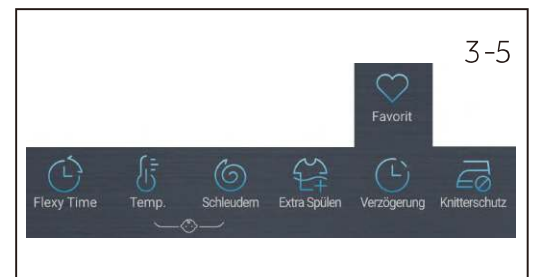 3-5
Favorit
Flexy Time Temp. Schleudern Extra Spülen Verzögerung Knitterschutz